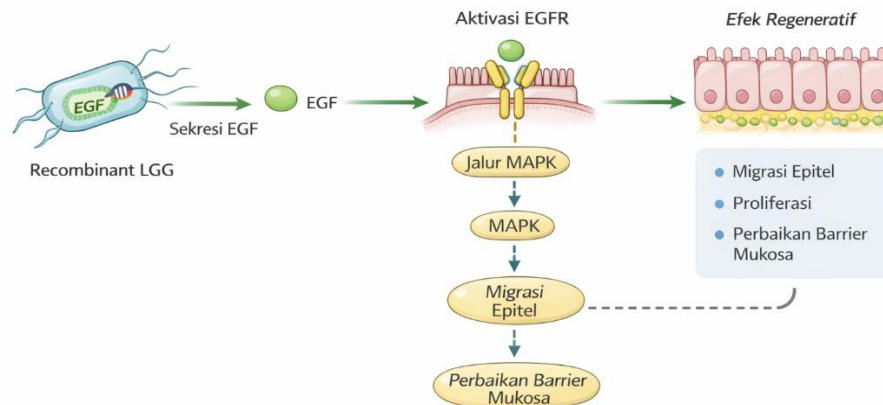 Aktivasi EGFR
Efek Regeneratif
EGF
EGF
Sekresi EGF
Recombinant LGG
Jalur MAPK
MAPK
Migrasi
Epitel
Perbaikan Barrier
Mukosa
Migrasi Epitel
Proliferasi
Perbaikan Barrier
Mukosa